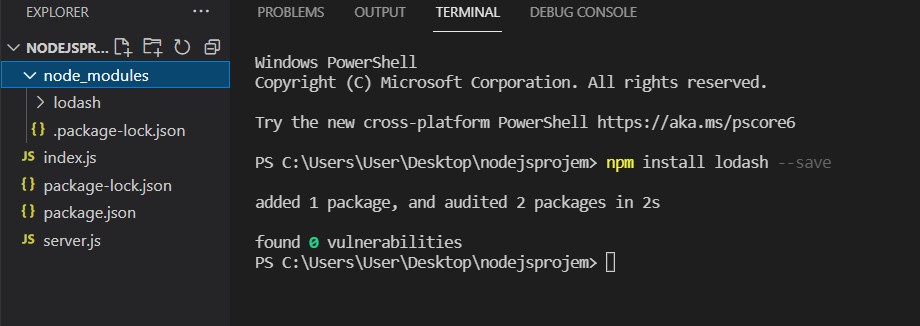 EXPLORER
NODEJSPR...
node_modules
lodash
{} .package-lock.json
JS index.js
{} package-lock.json
{} package.json
JS server.js
PROBLEMS OUTPUT TERMINAL DEBUG CONSOLE
Windows PowerShell
Copyright (C) Microsoft Corporation. All rights reserved.
Try the new cross-platform PowerShell https://aka.ms/pscore6
PS C:\Users\User\Desktop\nodejsprojem> npm install lodash --save
added 1 package, and audited 2 packages in 2s
found 0 vulnerabilities
PS C:\Users\User\Desktop\nodejsprojem>